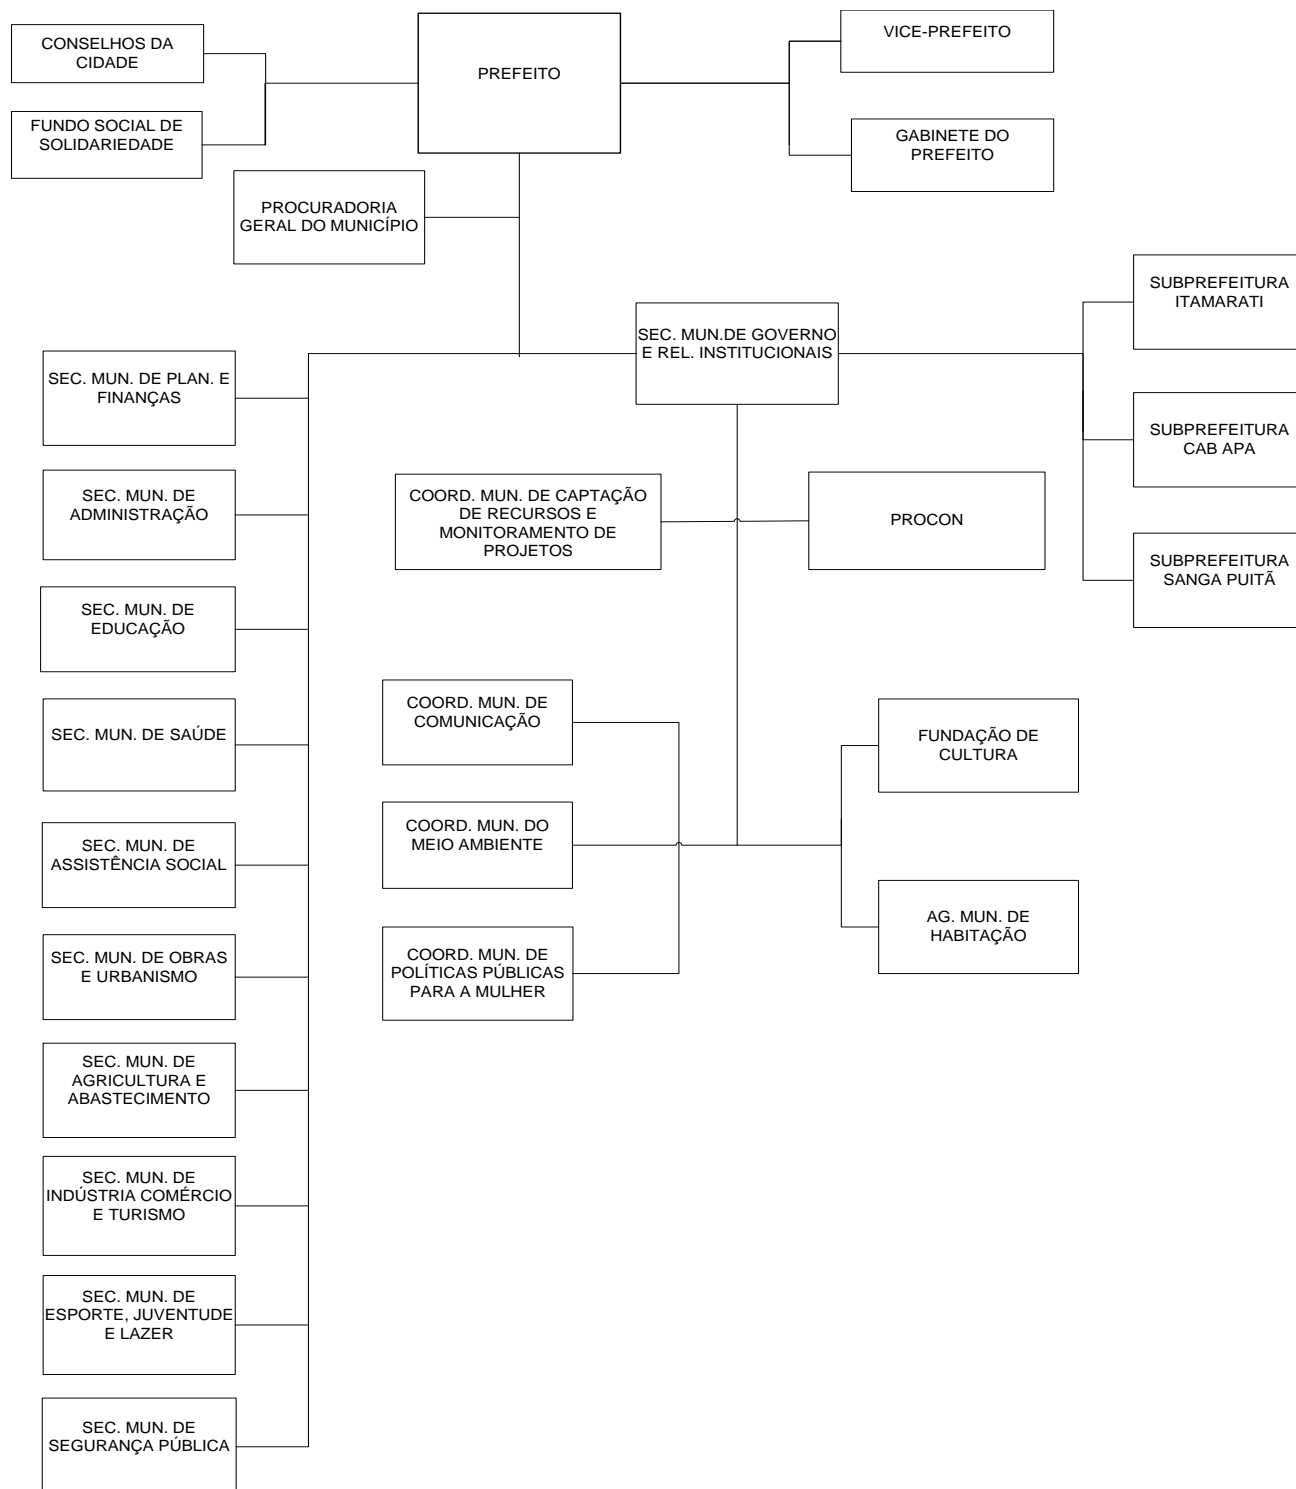 CONSELHOS DA
CIDADE
PREFEITO
VICE-PREFEITO
FUNDO SOCIAL DE
SOLIDARIEDADE
GABINETE DO
PREFEITO
PROCURADORIA
GERAL DO MUNICÍPIO
SUBPREFEITURA
ITAMARATI
SEC. MUN.DE GOVERNO
E REL. INSTITUCIONAIS
SEC. MUN. DE PLAN. E
FINANÇAS
SUBPREFEITURA
CAB APA
SEC. MUN. DE
ADMINISTRAÇÃO
COORD. MUN. DE CAPTAÇÃO
DE RECURSOS E
MONITORAMENTO DE
PROJETOS
PROCON
SUBPREFEITURA
SANGA PUITÃ
SEC. MUN. DE
EDUCAÇÃO
SEC. MUN. DE SAÚDE
COORD. MUN. DE
COMUNICAÇÃO
FUNDAÇÃO DE
CULTURA
SEC. MUN. DE
ASSISTÊNCIA SOCIAL
COORD. MUN. DO
MEIO AMBIENTE
AG. MUN. DE
HABITAÇÃO
SEC. MUN. DE OBRAS
E URBANISMO
COORD. MUN. DE
POLÍTICAS PÚBLICAS
PARA A MULHER
SEC. MUN. DE
AGRICULTURA E
ABASTECIMENTO
SEC. MUN. DE
INDÚSTRIA COMÉRCIO
E TURISMO
SEC. MUN. DE
ESPORTE, JUVENTUDE
E LAZER
SEC. MUN. DE
SEGURANÇA PÚBLICA